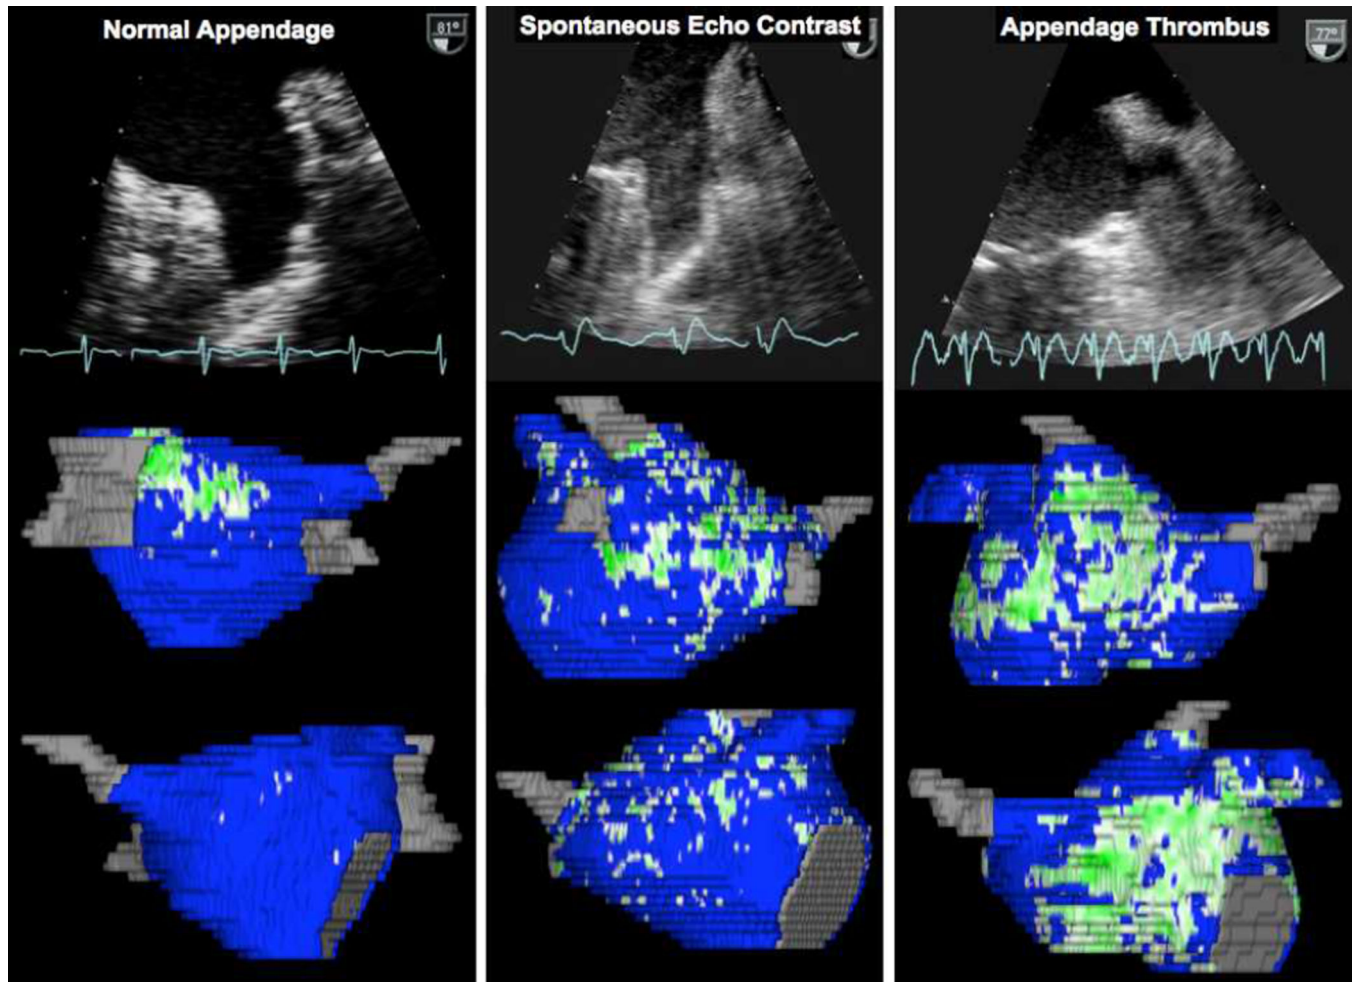 Normal Appendage
81°
Spontaneous Echo Contrast
Appendage Thrombus
77°